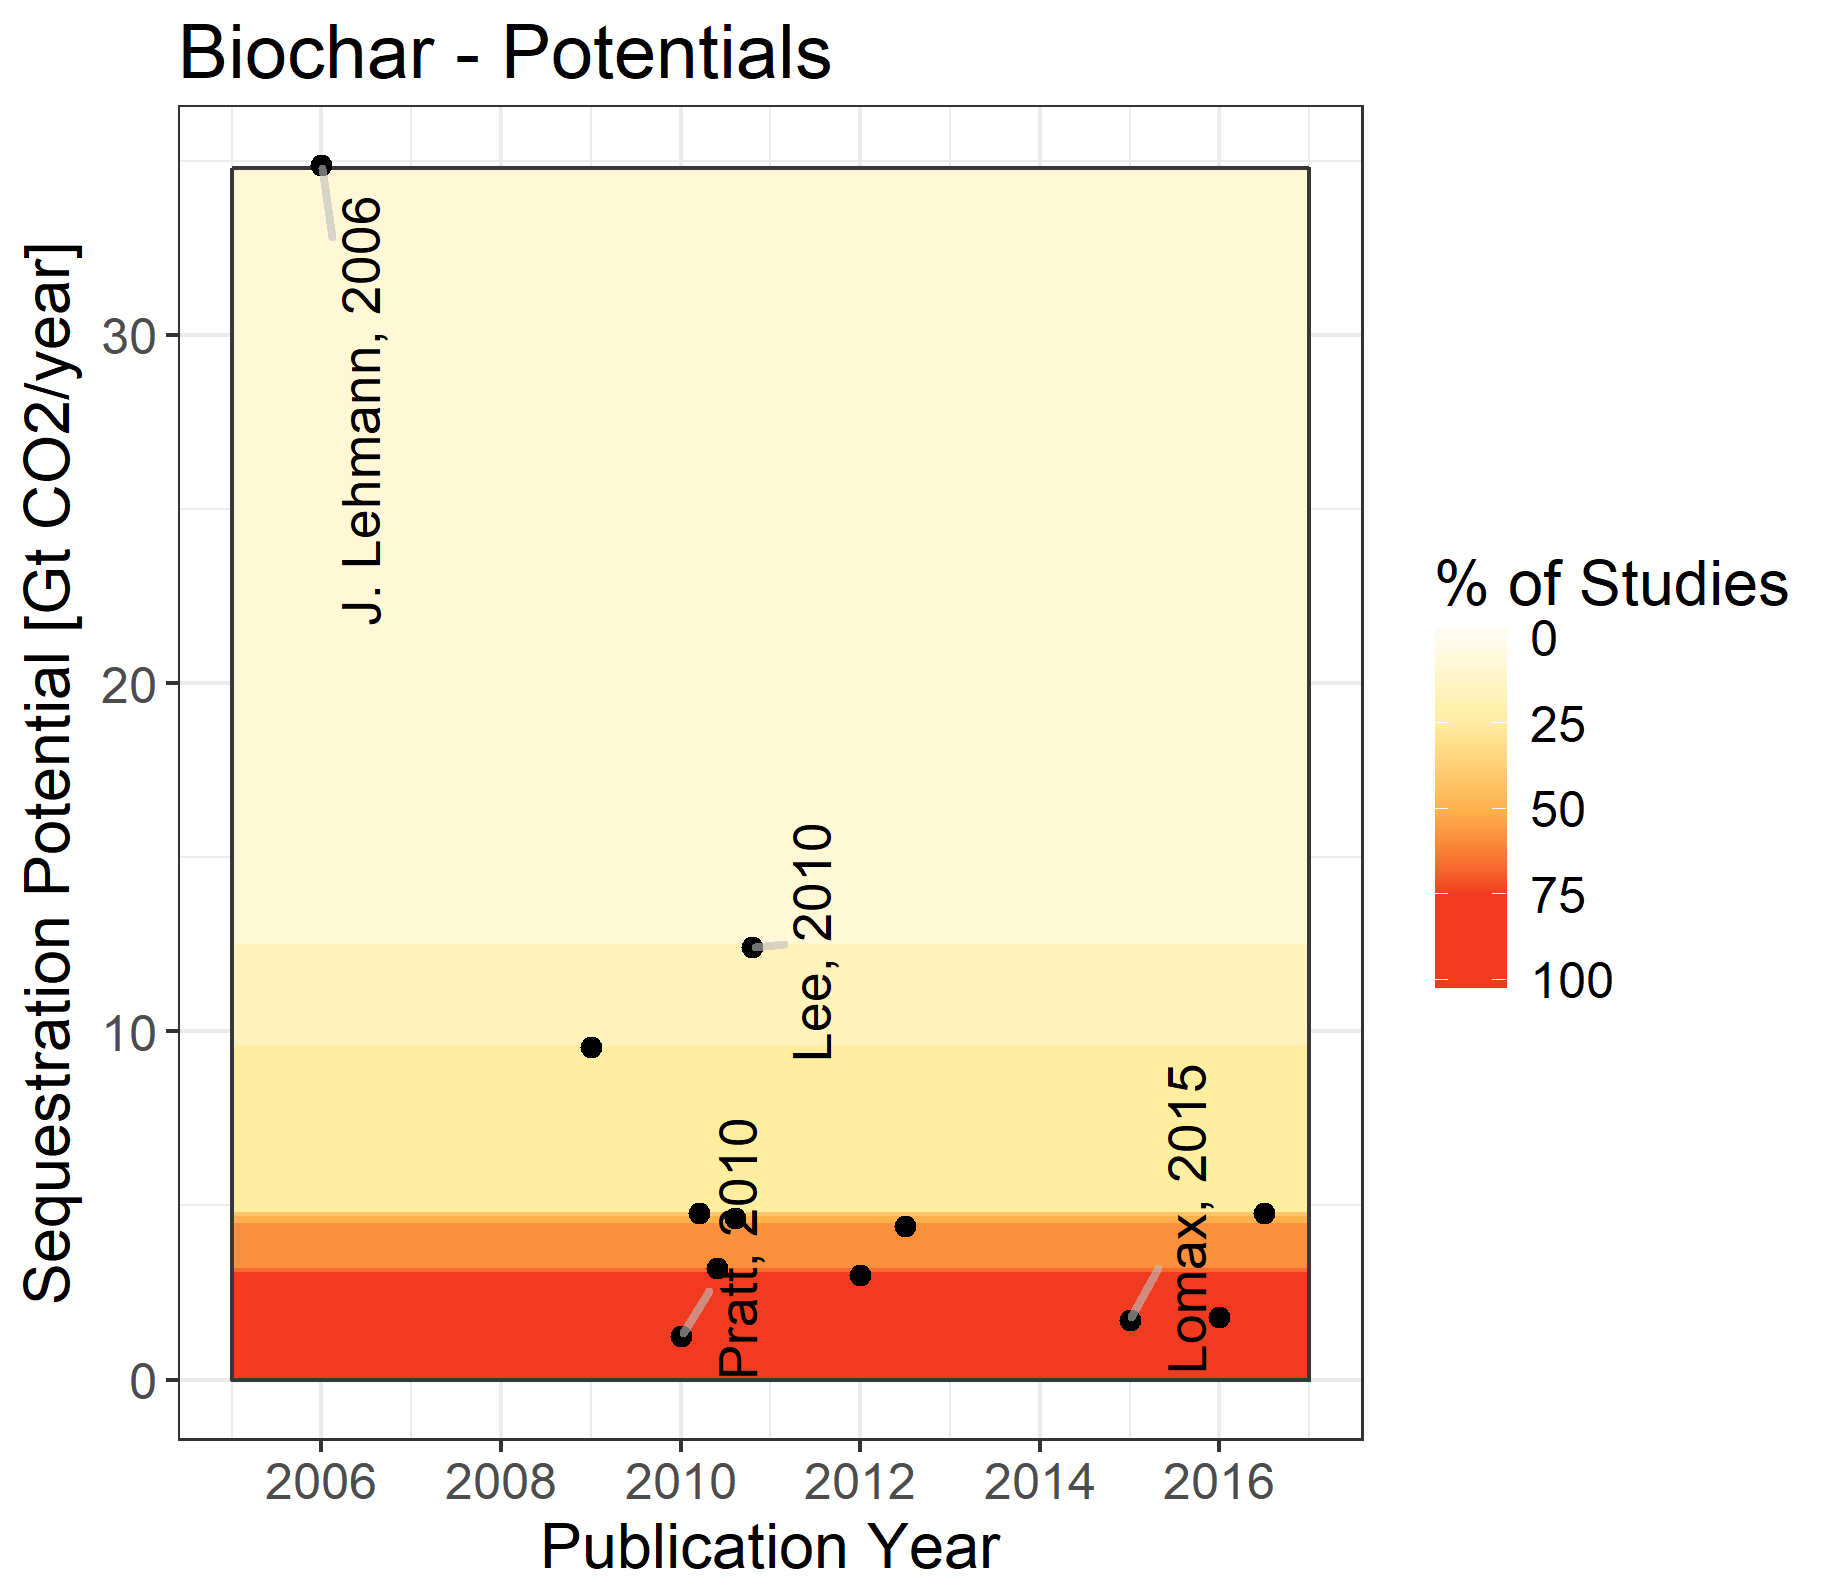 Biochar - Potentials
Sequestration Potential [Gt CO2/year]
30
20
10
0
J. Lehmann, 2006
Lee, 2010
Pratt, 2010
Lomax, 2015
2006 2008 2010 2012 2014 2016
Publication Year
% of Studies
0
25
50
75
100